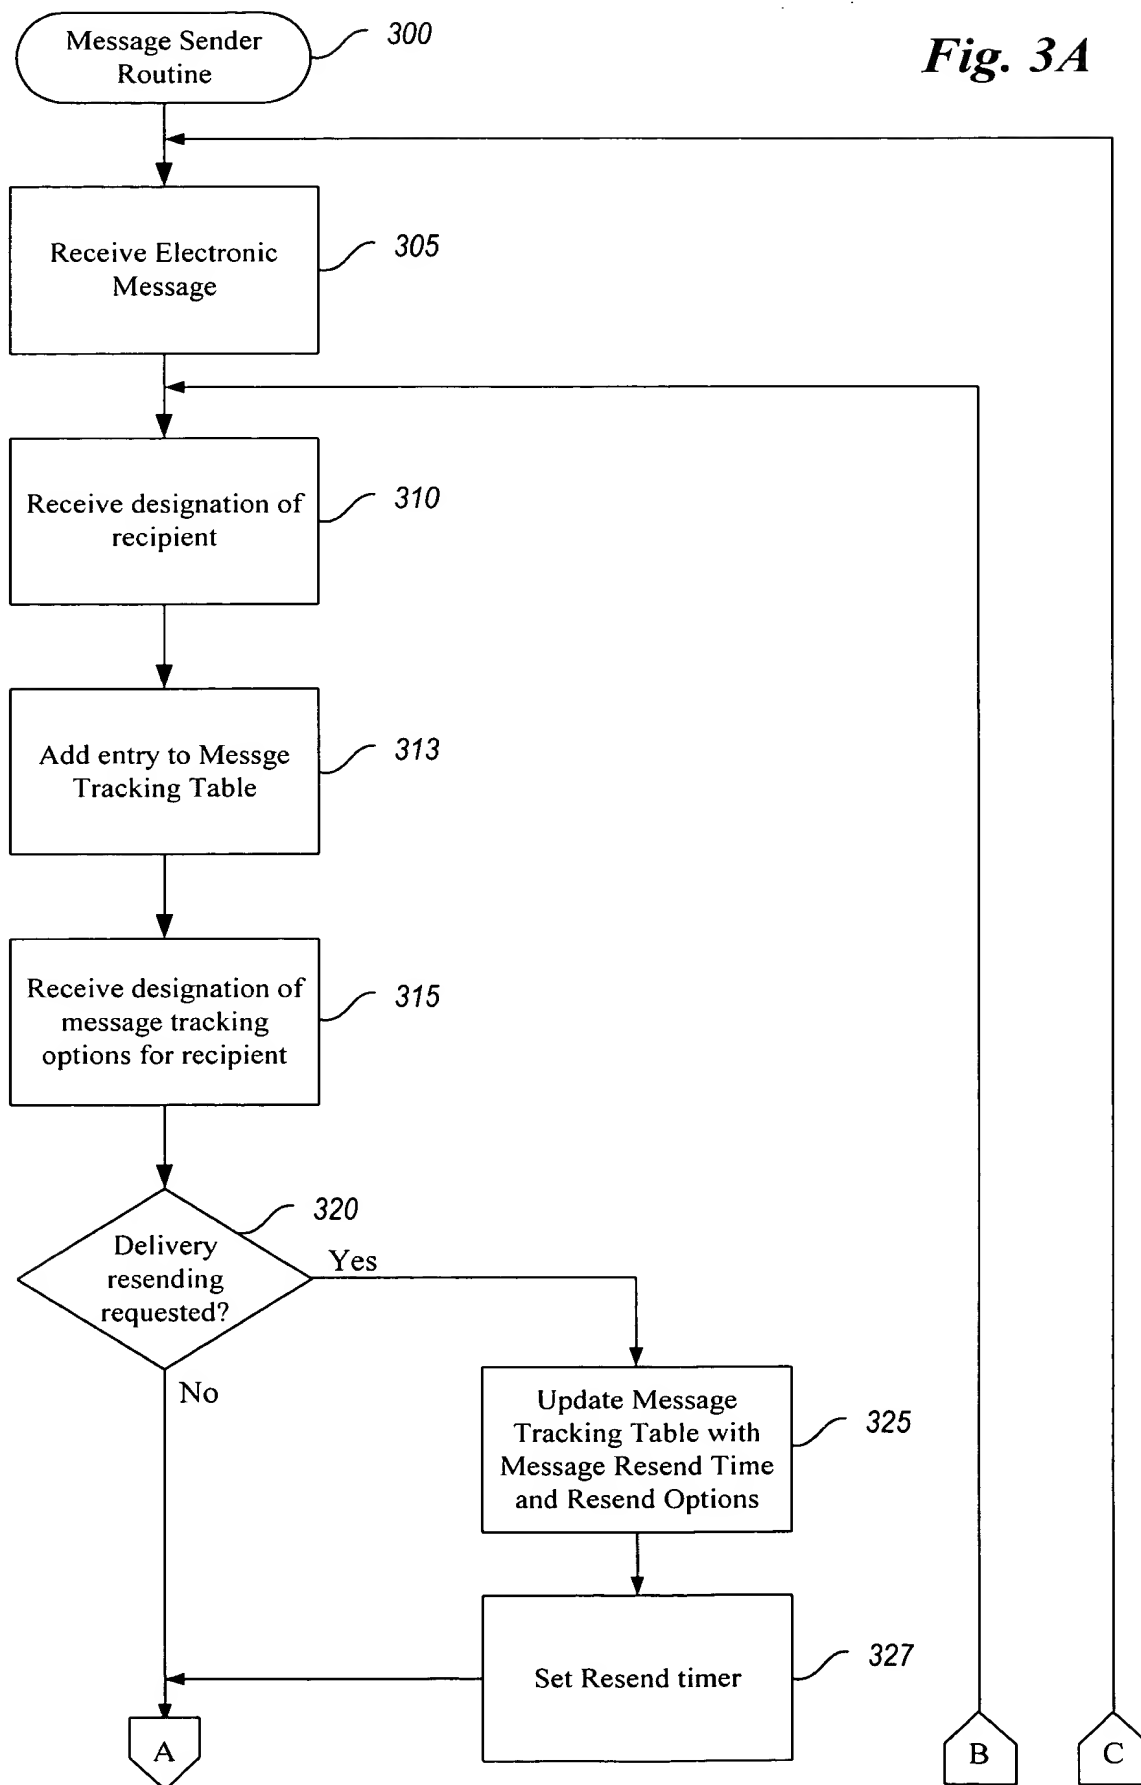 Message Sender
Routine
300
Fig. 3A
Receive Electronic
Message
305
Receive designation of
recipient
310
Add entry to Messge
Tracking Table
313
Receive designation of
message tracking
options for recipient
315
Delivery
resending
requested?
320
Yes
No
Update Message
Tracking Table with
Message Resend Time
and Resend Options
325
Set Resend timer
327
A
B
C